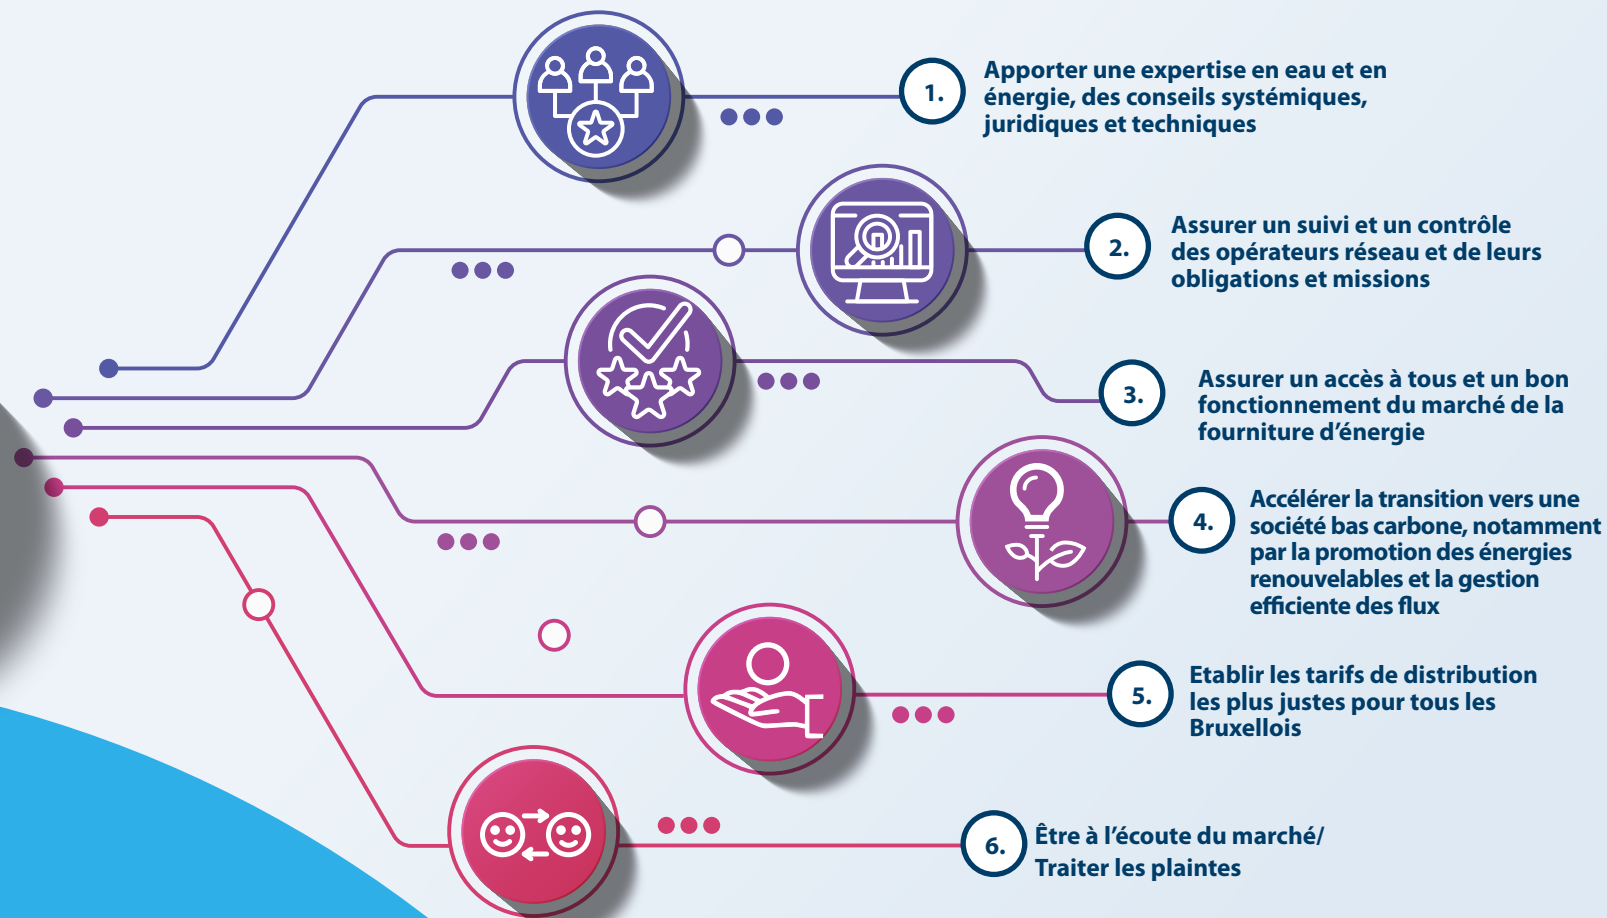 1.
Apporter une expertise en eau et en
énergie, des conseils systémiques,
juridiques et techniques
2.
Assurer un suivi et un contrôle
des opérateurs réseau et de leurs
obligations et missions
3.
Assurer un accès à tous et un bon
fonctionnement du marché de la
fourniture d’énergie
4.
Accélérer la transition vers une
société bas carbone, notamment
par la promotion des énergies
renouvelables et la gestion
efficiente des flux
5.
Etablir les tarifs de distribution
les plus justes pour tous les
Bruxellois
6.
Être à l’écoute du marché/
Traiter les plaintes